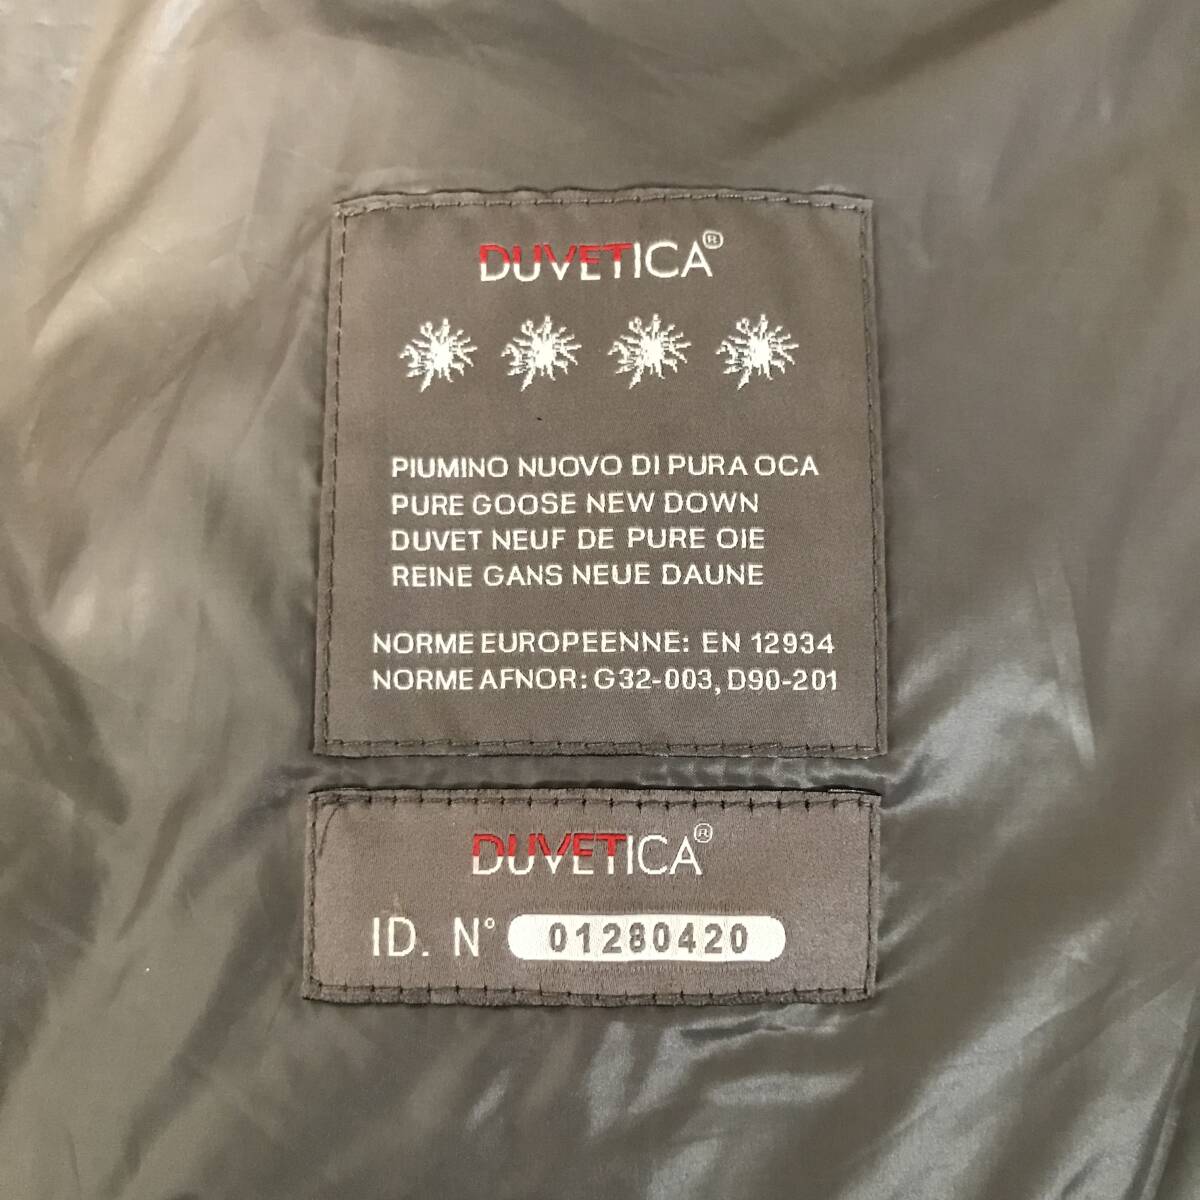 DUVETICA®
PIUMINO NUOVO DI PURA OCA
PURE GOOSE NEW DOWN
DUVET NEUF DE PURE OIE
REINE GANS NEUE DAUNE
NORME EUROPEENNE: EN 12934
NORME AFNOR: G32-003, D90-201
DUVETICA®
ID. N° 01280420